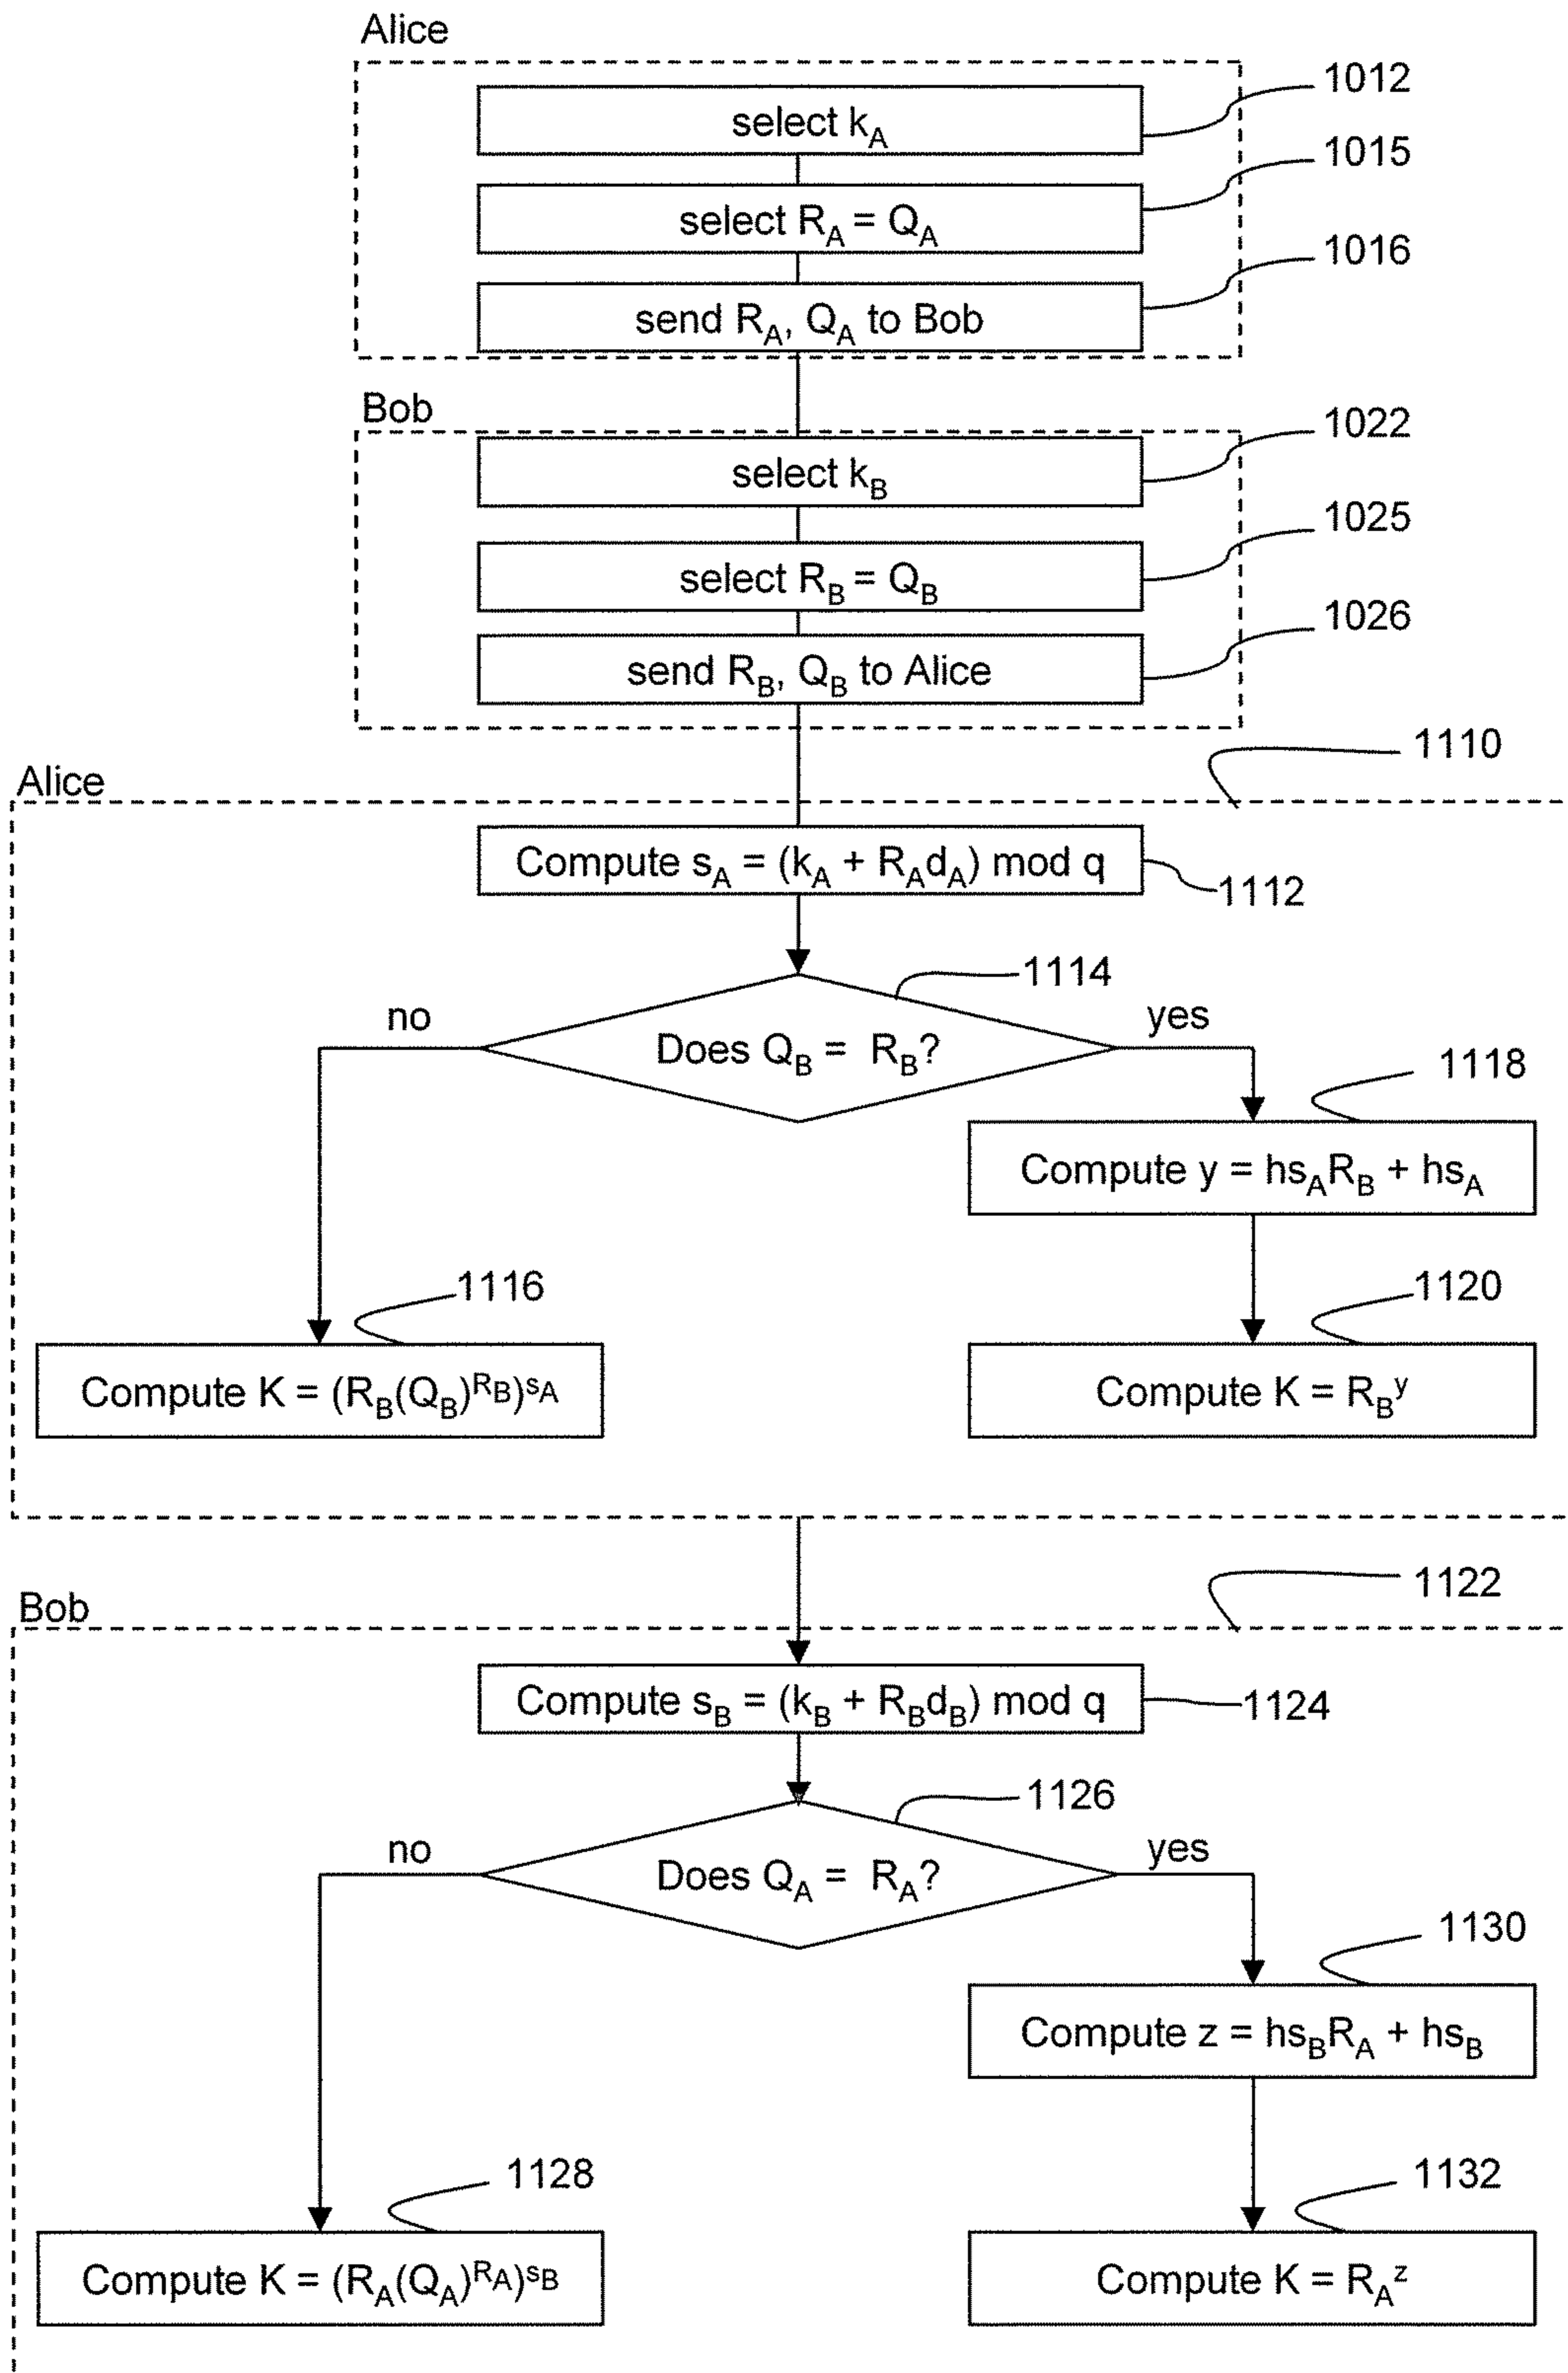 Alice
1012
select kA
1015
select RA = QA
1016
send RA, QA to Bob
Bob
1022
select kB
1025
select RB = QB
1026
send RB, QB to Alice
1110
Alice
Compute sA = (kA + RAdA) mod q
1112
1114
no
yes
Does QB = RB?
1118
Compute y = hsARB + hsA
1116
1120
Compute K = (RB(QB)RB)sA
Compute K = RBy
1122
Bob
Compute sB = (kB + RBdB) mod q
1124
1126
no
yes
Does QA = RA?
1130
Compute z = hsBRA + hsB
1128
1132
Compute K = (RA(QA)RA)sB
Compute K = RAz